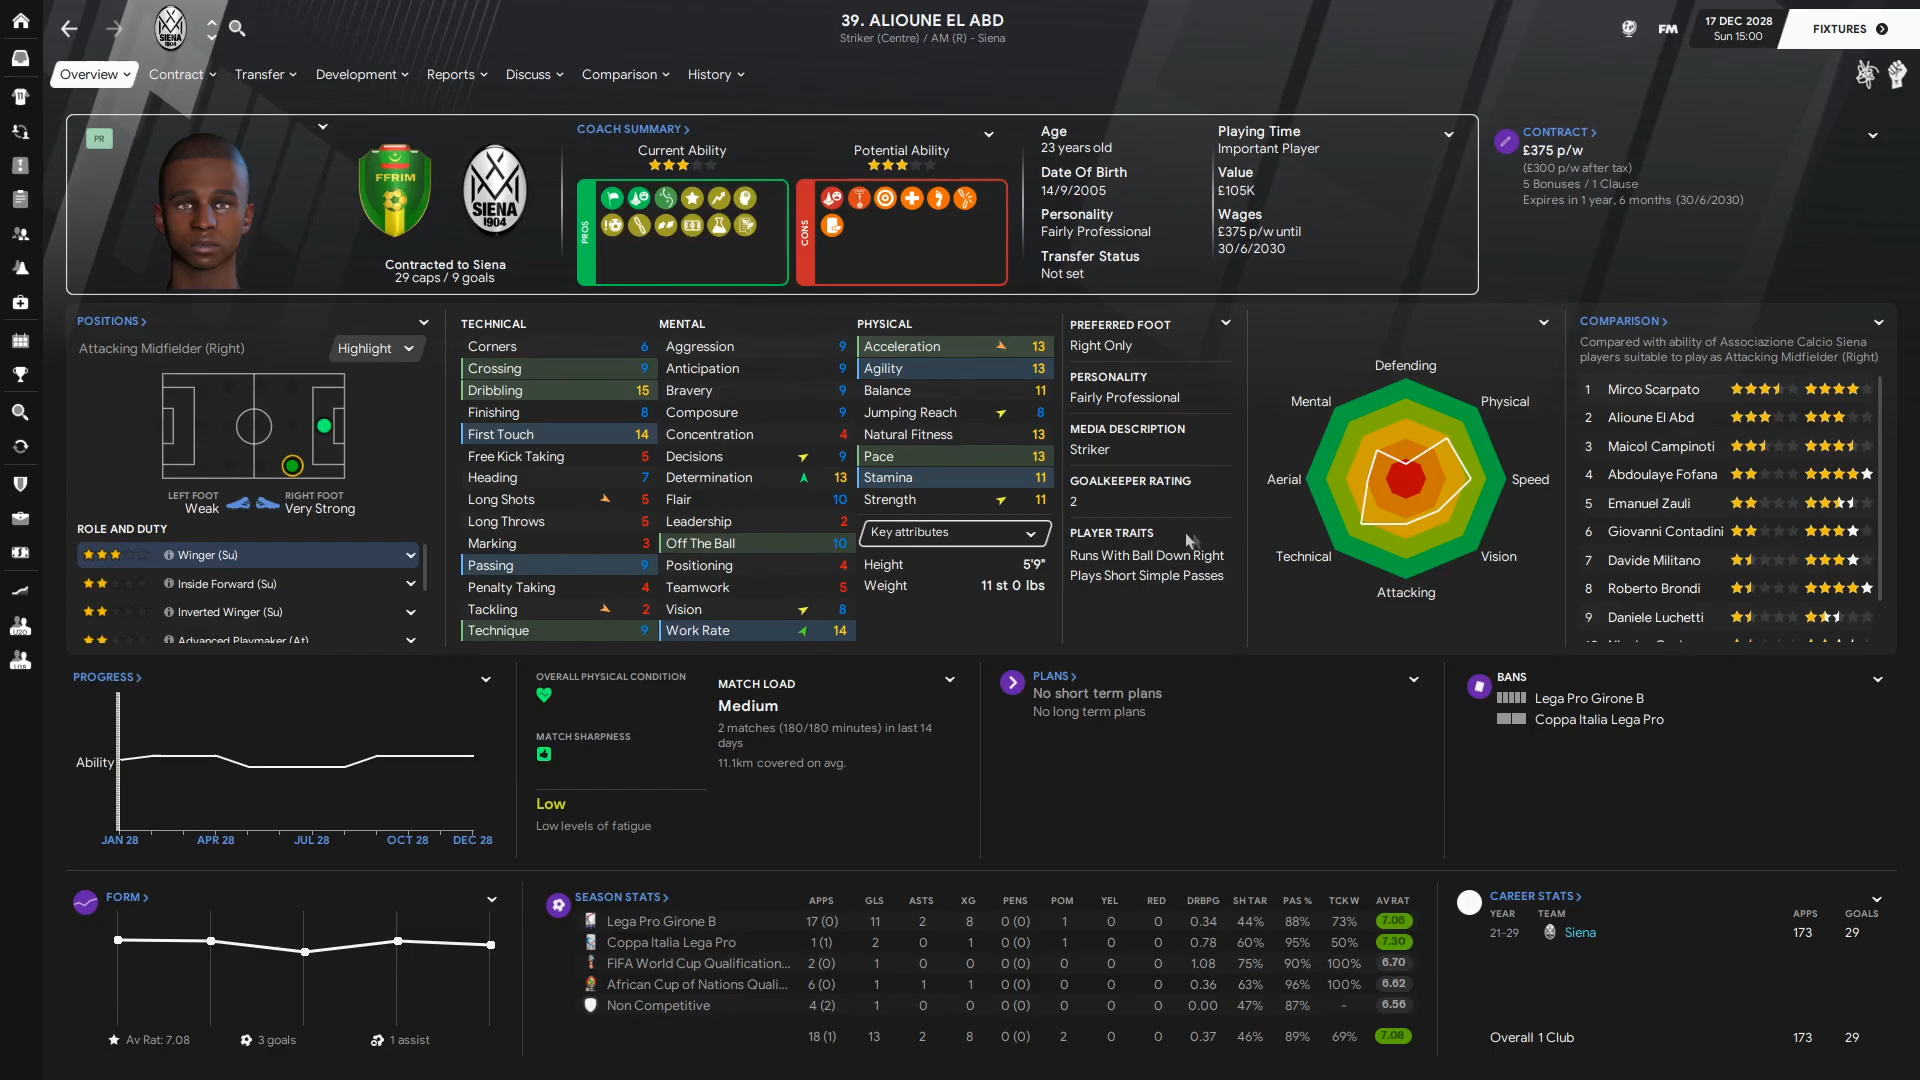 39. ALIOUNE EL ABD
Striker (Centre) / AM (R) - Siena
SIENA
1904
FM
17 DEC 2028
Sun 15:00
FIXTURES
Overview
Contract
Transfer
Development
Reports
Discuss
Comparison
History
PR
FFRIM
SIENA
1904
Contracted to Siena
29 caps / 9 goals
COACH SUMMARY
Current Ability
Potential Ability
PROS
CONS
Age
23 years old
Date Of Birth
14/9/2005
Personality
Fairly Professional
Transfer Status
Not set
Playing Time
Important Player
Value
£105K
Wages
£375 p/w until
30/6/2030
CONTRACT
£375 p/w
(£300 p/w after tax)
5 Bonuses / 1 Clause
Expires in 1 year, 6 months (30/6/2030)
POSITIONS
Attacking Midfielder (Right)
Highlight
LEFT FOOT
Weak
RIGHT FOOT
Very Strong
ROLE AND DUTY
Winger (Su)
Inside Forward (Su)
Inverted Winger (Su)
Advanced Playmaker (At)
TECHNICAL
Corners 6
Crossing 9
Dribbling 15
Finishing 8
First Touch 14
Free Kick Taking 5
Heading 7
Long Shots 5
Long Throws 5
Marking 3
Passing 9
Penalty Taking 4
Tackling 2
Technique 9
MENTAL
Aggression 9
Anticipation 9
Bravery 9
Composure 9
Concentration 4
Decisions 9
Determination 13
Flair 10
Leadership 2
Off The Ball 10
Positioning 4
Teamwork 5
Vision 8
Work Rate 14
PHYSICAL
Acceleration 13
Agility 13
Balance 11
Jumping Reach 8
Natural Fitness 13
Pace 13
Stamina 11
Strength 11
Key attributes
Height 5'9"
Weight 11 st 0 lbs
PREFERRED FOOT
Right Only
PERSONALITY
Fairly Professional
MEDIA DESCRIPTION
Striker
GOALKEEPER RATING
2
PLAYER TRAITS
Runs With Ball Down Right
Plays Short Simple Passes
Defending
Physical
Speed
Vision
Attacking
Technical
Aerial
Mental
COMPARISON
Compared with ability of Associazione Calcio Siena
players suitable to play as Attacking Midfielder (Right)
1 Mirco Scarpato
2 Alioune El Abd
3 Maicol Campinoti
4 Abdoulaye Fofana
5 Emanuel Zauli
6 Giovanni Contadini
7 Davide Militano
8 Roberto Brondi
9 Daniele Luchetti
PROGRESS
Ability
JAN 28
APR 28
JUL 28
OCT 28
DEC 28
OVERALL PHYSICAL CONDITION
MATCH SHARPNESS
Low
Low levels of fatigue
MATCH LOAD
Medium
2 matches (180/180 minutes) in last 14
days
11.1km covered on avg.
PLANS
No short term plans
No long term plans
BANS
Lega Pro Girone B
Coppa Italia Lega Pro
FORM
Av Rat: 7.08
3 goals
1 assist
SEASON STATS
APPS GLS ASTS XG PENS POM YEL RED DRBPG SH TAR PAS % TCK W AV RAT
Lega Pro Girone B 17 (0) 11 2 8 0 (0) 1 0 0 0.34 44% 88% 73% 7.06
Coppa Italia Lega Pro 1 (1) 2 0 1 0 (0) 1 0 0 0.78 60% 95% 50% 7.30
FIFA World Cup Qualification... 2 (0) 1 0 0 0 (0) 0 0 0 1.08 75% 90% 100% 6.70
African Cup of Nations Quali... 6 (0) 1 1 1 0 (0) 0 0 0 0.36 63% 96% 100% 6.62
Non Competitive 4 (2) 1 0 0 0 (0) 0 0 0 0.00 47% 87% - 6.56
18 (1) 13 2 8 0 (0) 2 0 0 0.37 46% 89% 69% 7.08
CAREER STATS
YEAR TEAM APPS GOALS
21-29 Siena 173 29
Overall 1 Club 173 29